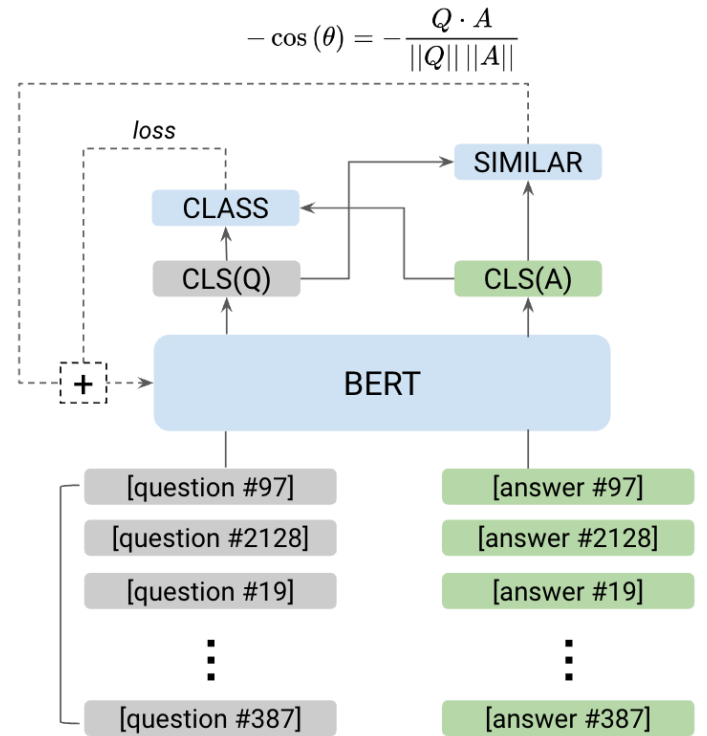 − cos (θ) = − Q · A / ||Q|| ||A||
loss
SIMILAR
CLASS
CLS(Q)
CLS(A)
+
BERT
[question #97]
[answer #97]
[question #2128]
[answer #2128]
[question #19]
[answer #19]
[question #387]
[answer #387]